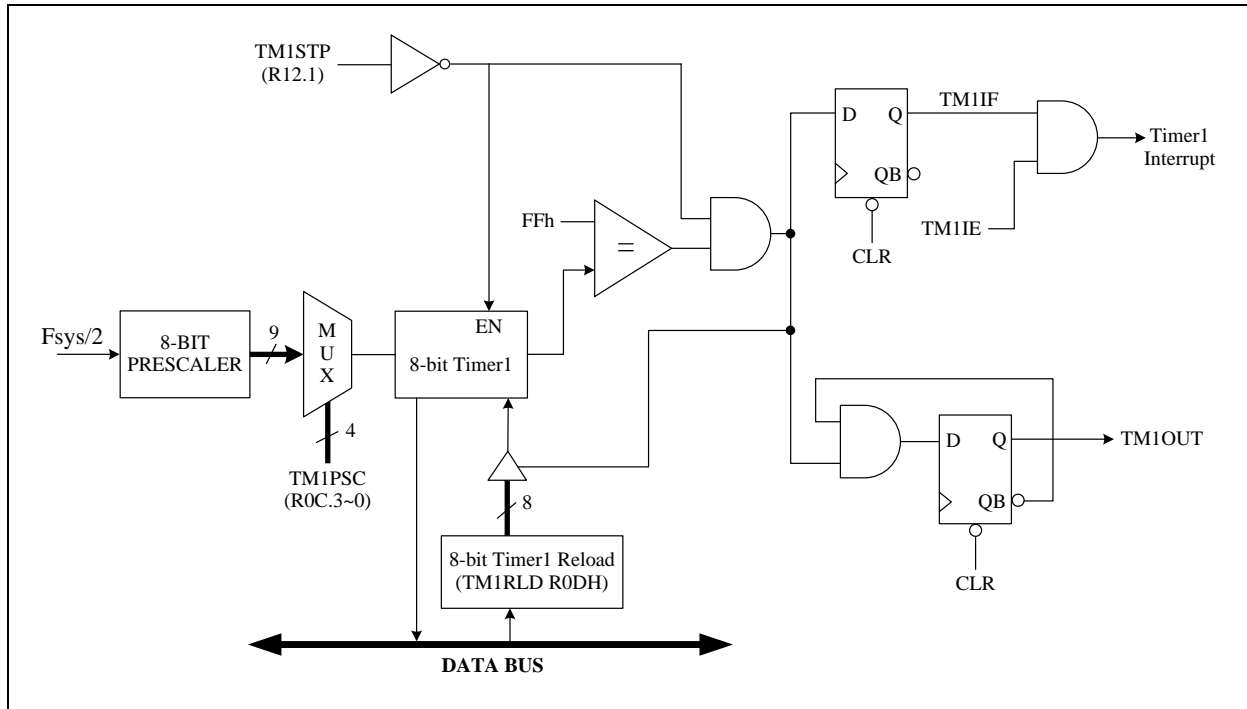 TM1STP
(R12.1)
TM1IF
D
Q
QB
CLR
TM1IE
Timer1
Interrupt
FFh
=
Fsys/2
8-BIT
PRESCALER
9
M
U
X
4
TM1PSC
(R0C.3~0)
EN
8-bit Timer1
8
8-bit Timer1 Reload
(TM1RLD R0DH)
DATA BUS
D
Q
QB
CLR
TM1OUT